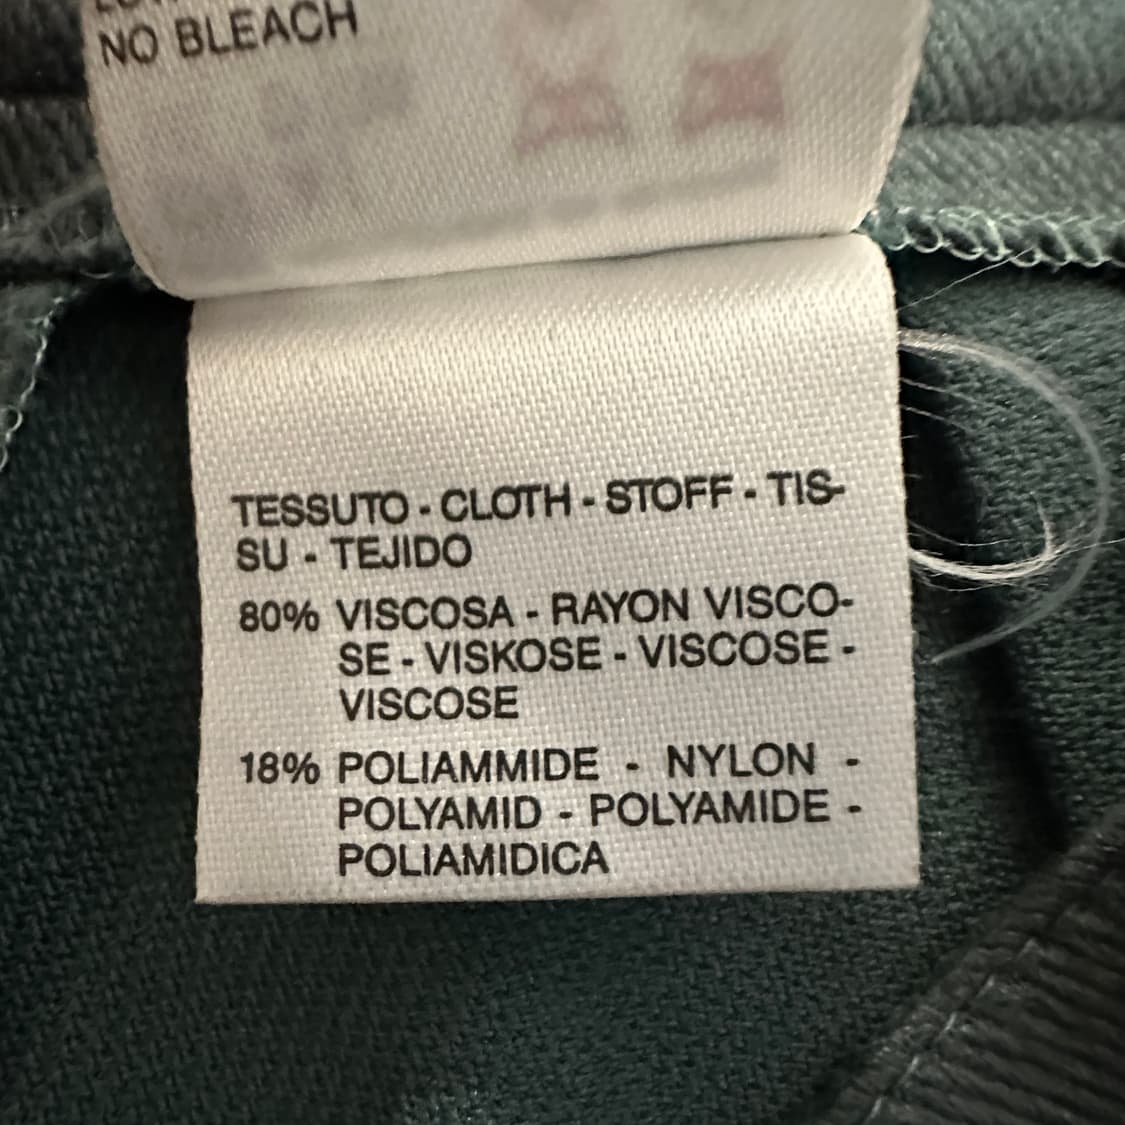 NO BLEACH
TESSUTO - CLOTH - STOFF - TIS-
SU - TEJIDO
80% VISCOSA - RAYON VISCO-
SE - VISKOSE - VISCOSE -
VISCOSE
18% POLIAMMIDE - NYLON -
POLYAMID - POLYAMIDE -
POLIAMIDICA